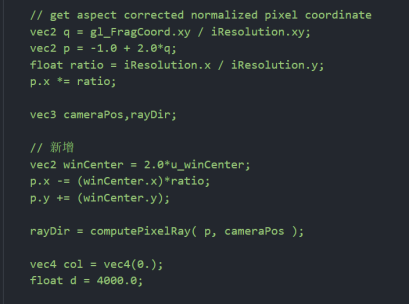 // get aspect corrected normalized pixel coordinate
vec2 q = gl_FragCoord.xy / iResolution.xy;
vec2 p = -1.0 + 2.0*q;
float ratio = iResolution.x / iResolution.y;
p.x *= ratio;
vec3 cameraPos,rayDir;
// 新增
vec2 winCenter = 2.0*u_winCenter;
p.x -= (winCenter.x)*ratio;
p.y += (winCenter.y);
rayDir = computePixelRay( p, cameraPos );
vec4 col = vec4(0.);
float d = 4000.0;